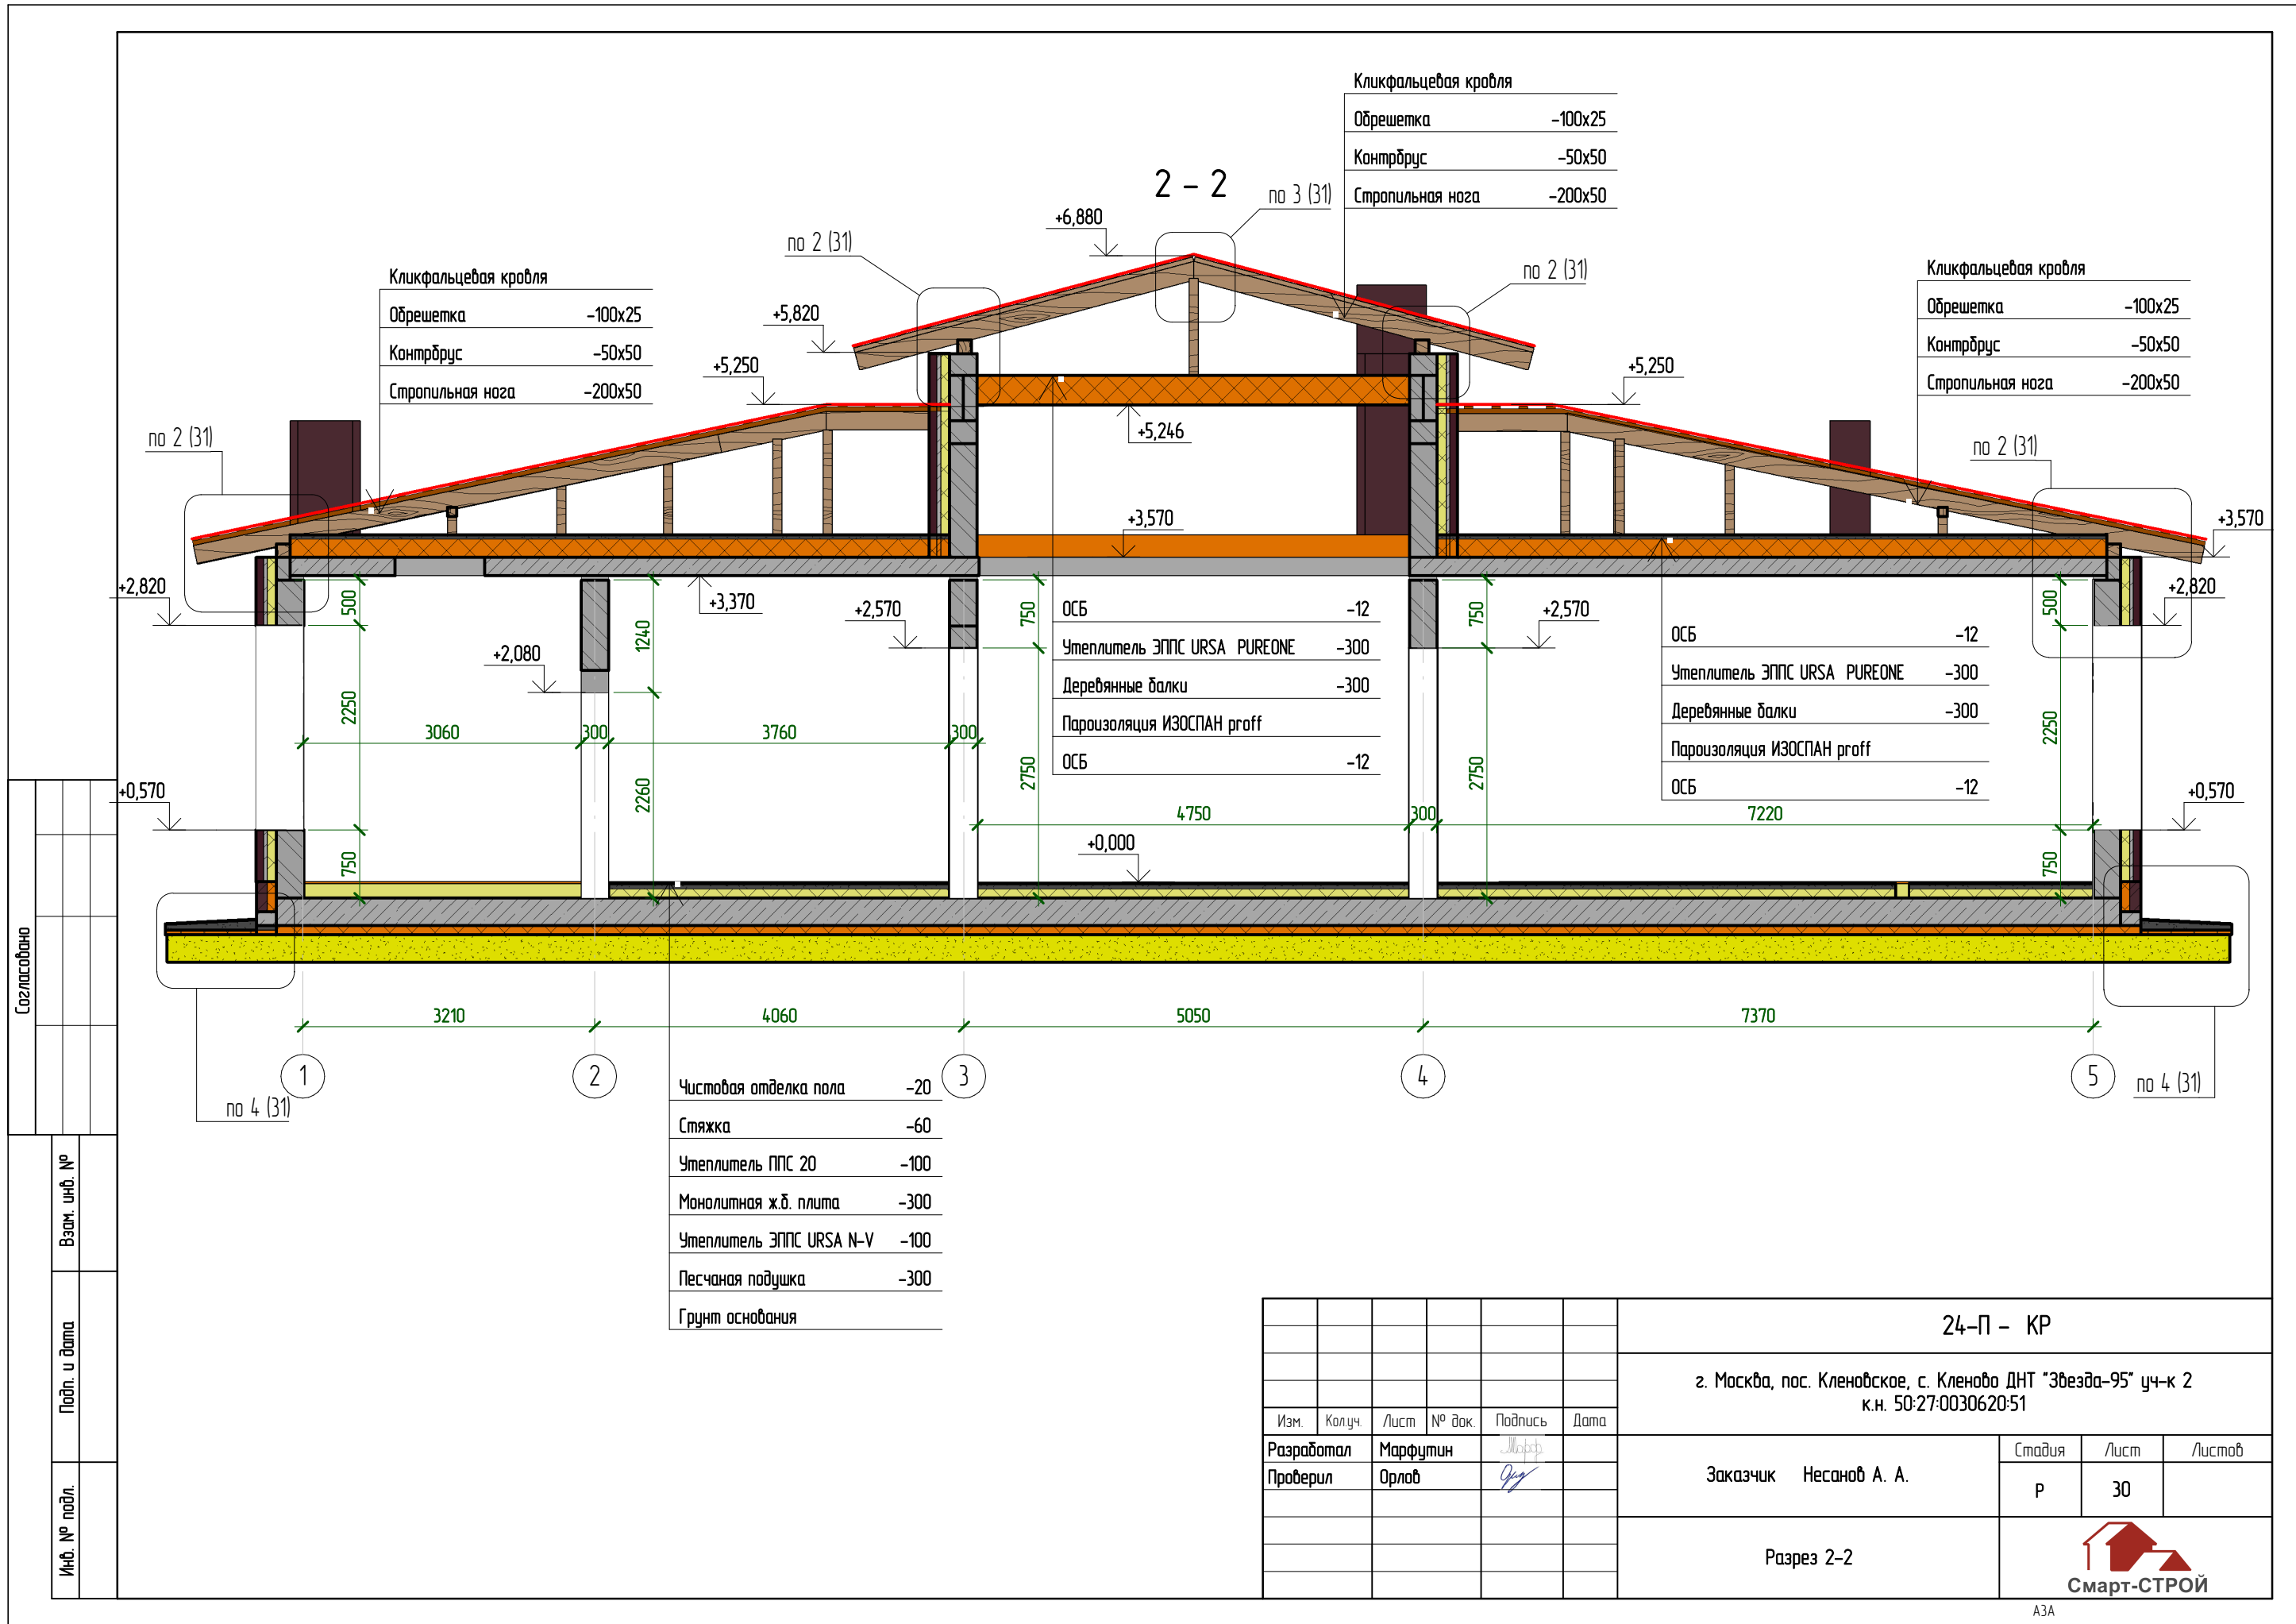 2 – 2
Кликфальцевая кровля
Обрешетка -100х25
Контрбрус -50х50
Стропильная нога -200х50
по 3 (31)
+6,880
по 2 (31)
по 2 (31)
Кликфальцевая кровля
Обрешетка -100х25
Контрбрус -50х50
Стропильная нога -200х50
Кликфальцевая кровля
Обрешетка -100х25
Контрбрус -50х50
Стропильная нога -200х50
+5,820
+5,250
+5,250
+5,246
по 2 (31)
по 2 (31)
+3,570
+3,570
+2,820
+3,370
+2,570
+2,570
+2,820
+2,080
500
1240
750
750
500
ОСБ -12
Утеплитель ЭППС URSA PUREONE -300
Деревянные балки -300
Пароизоляция ИЗОСПАН proff
ОСБ -12
ОСБ -12
Утеплитель ЭППС URSA PUREONE -300
Деревянные балки -300
Пароизоляция ИЗОСПАН proff
ОСБ -12
2250
3060
300
3760
300
2260
2750
2750
2250
+0,570
+0,570
4750
300
7220
+0,000
750
750
3210
4060
5050
7370
1
2
3
4
5
по 4 (31)
по 4 (31)
Чистовая отделка пола -20
Стяжка -60
Утеплитель ППС 20 -100
Монолитная ж.б. плита -300
Утеплитель ЭППС URSA N-V -100
Песчаная подушка -300
Грунт основания
Согласовано
Взам. инв. №
Подп. и дата
Инв. № подл.
24-П - КР
г. Москва, пос. Кленовское, с. Кленово ДНТ "Звезда-95" уч-к 2
к.н. 50:27:0030620:51
Изм. Кол.уч. Лист № док. Подпись Дата
Разработал Марфутин
Проверил Орлов
Заказчик Несанов А. А.
Стадия Лист Листов
Р 30
Разрез 2-2
Смарт-СТРОЙ
А3А